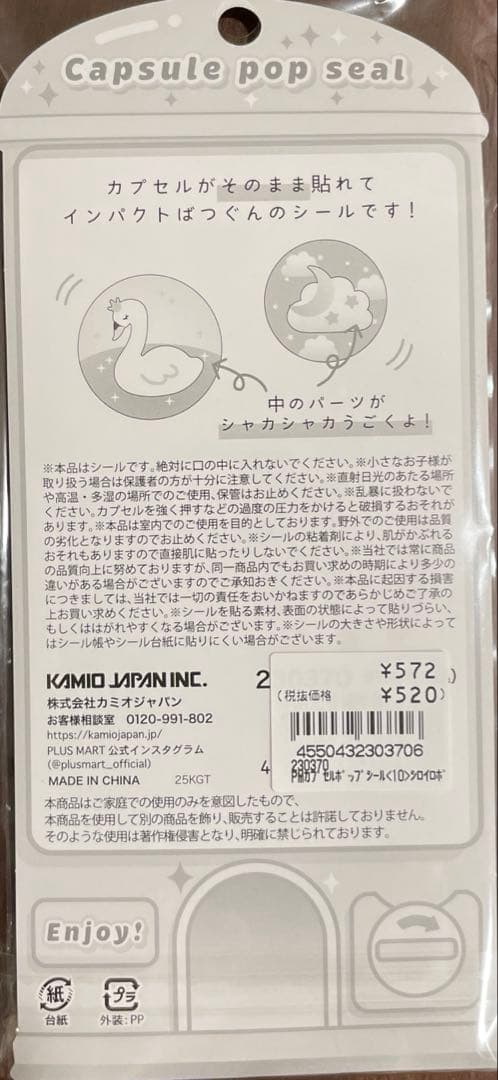 Capsule pop seal
カプセルがそのまま貼れて
インパクトばつぐんのシールです！
中のパーツが
シャカシャカうごくよ！
※本品はシールです。絶対に口の中に入れないでください。※小さなお子様が
取り扱う場合は保護者の方が十分に注意してください。※直射日光のあたる場所
や高温・多湿の場所でのご使用、保管はお止めください。※乱暴に扱わないで
ください。カプセルを強く押すなどの過度の圧力をかけると破損するおそれが
あります。※本品は室内でのご使用を目的としております。野外でのご使用は品質
の劣化となりますのでお止めください。※シールの粘着剤により、肌がかぶれる
おそれもありますので直接肌に貼ったりしないでください。※当社では常に商品
の品質向上に努めておりますが、同一商品内でもお買い求めの時期により多少の
違いがある場合がございますのでご承知おきください。※本品に起因する損害
につきましては、当社では一切の責任をおいかねますのであらかじめご了承の
上お買い求めください。※シールを貼る素材、表面の状態によって貼りづらい、
もしくははがれやすくなる場合がございます。※シールの大きさや形状によって
はシール帳やシール台紙に貼りにくい場合がございます。
KAMIO JAPAN INC.
株式会社カミオジャパン
お客様相談室 0120-991-802
https://kamiojapan.jp/
PLUS MART 公式インスタグラム
(@plusmart_official)
MADE IN CHINA 25KGT
2
4
¥572
(税抜価格 ¥520)
4550432303706
230370
PMカプセルポップシール<10>シロイロボ
本商品はご家庭での使用のみを意図したもので、
本商品を使用して別の商品を飾り、販売することは許諾しておりません。
そのような使用は著作権侵害となり、明確に禁じられております。
Enjoy!
紙
台紙
プラ
外装:PP